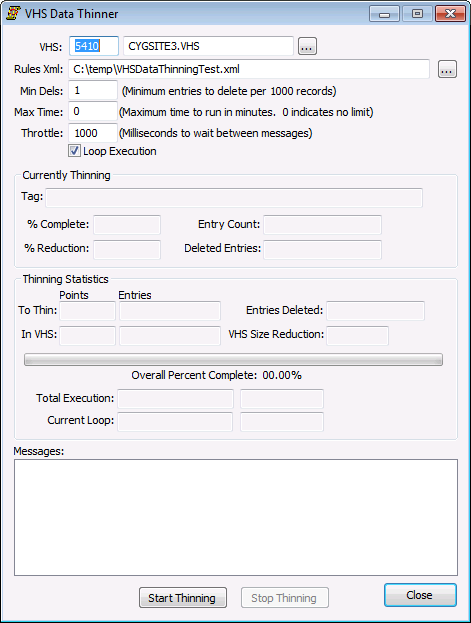 VHS Data Thinner
VHS: 5410 CYGSITE3.VHS ...
Rules Xml: C:\temp\VHSDataThinningTest.xml ...
Min Dels: 1 (Minimum entries to delete per 1000 records)
Max Time: 0 (Maximum time to run in minutes.  0 indicates no limit)
Throttle: 1000 (Milliseconds to wait between messages)
Loop Execution
Currently Thinning
Tag:
% Complete: Entry Count:
% Reduction: Deleted Entries:
Thinning Statistics
Points Entries
To Thin: Entries Deleted:
In VHS: VHS Size Reduction:
Overall Percent Complete: 00.00%
Total Execution:
Current Loop:
Messages:
Start Thinning Stop Thinning Close